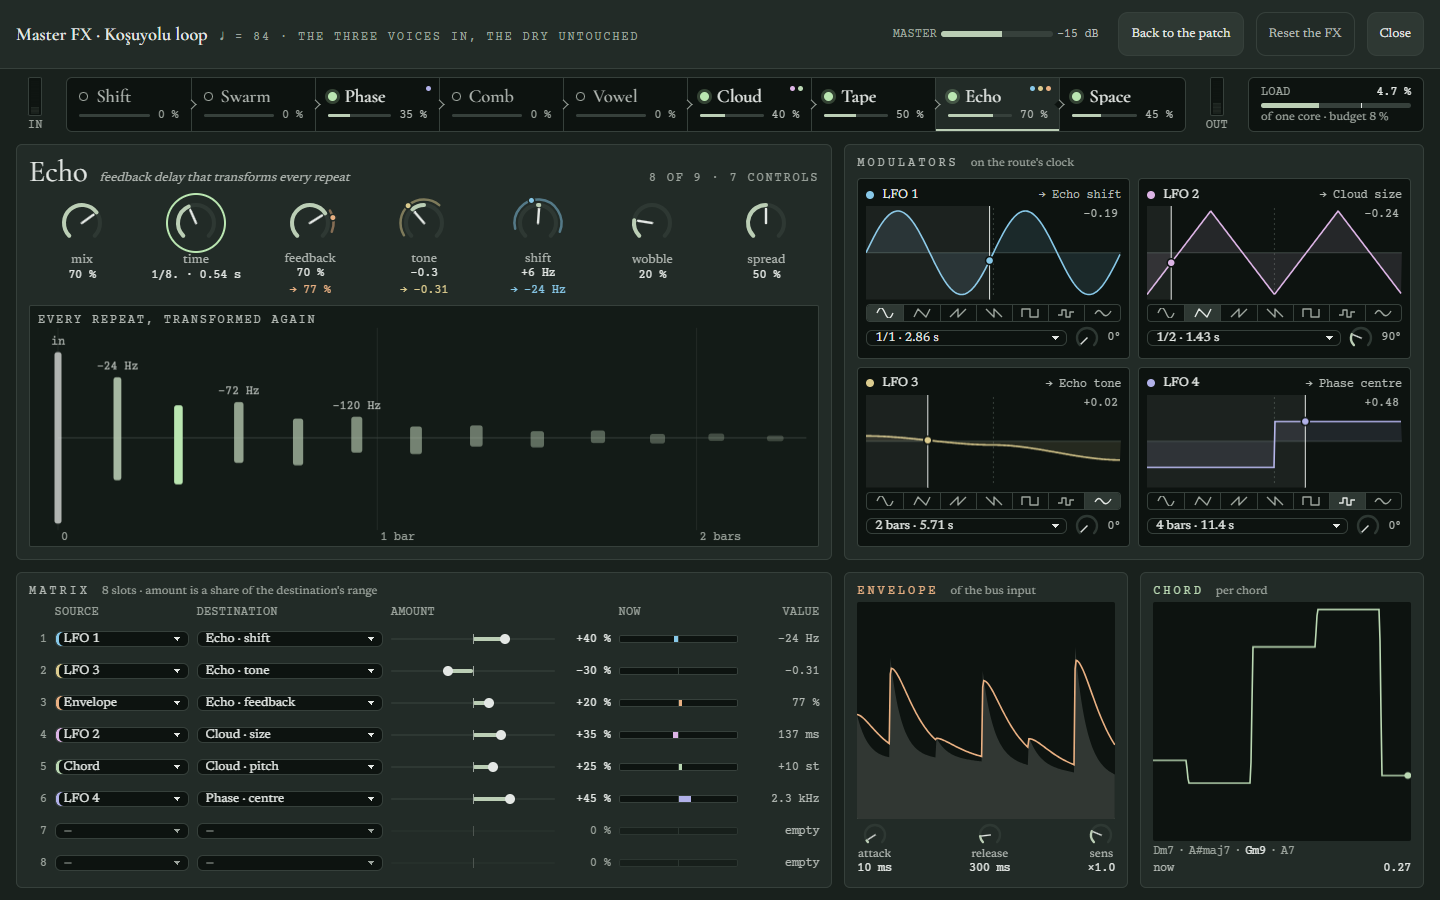 Master FX · Koşuyolu loop ♩ = 84 · THE THREE VOICES IN, THE DRY UNTOUCHED
MASTER -15 dB Back to the patch Reset the FX Close
IN Shift 0 % Swarm 0 % Phase 35 % Comb 0 % Vowel 0 % Cloud 40 % Tape 50 % Echo 70 % Space 45 % OUT
LOAD 4.7 %
of one core · budget 8 %
Echo feedback delay that transforms every repeat 8 OF 9 · 7 CONTROLS
mix time feedback tone shift wobble spread
70 % 1/8. · 0.54 s 70 % -0.3 +6 Hz 20 % 50 %
→ 77 % → -0.31 → -24 Hz
EVERY REPEAT, TRANSFORMED AGAIN
in
-24 Hz
-72 Hz
-120 Hz
0 1 bar 2 bars
MODULATORS on the route's clock
LFO 1 → Echo shift
-0.19
1/1 · 2.86 s 0°
LFO 2 → Cloud size
-0.24
1/2 · 1.43 s 90°
LFO 3 → Echo tone
+0.02
2 bars · 5.71 s 0°
LFO 4 → Phase centre
+0.48
4 bars · 11.4 s 0°
MATRIX 8 slots · amount is a share of the destination's range
SOURCE DESTINATION AMOUNT NOW VALUE
1 LFO 1 Echo · shift +40 % -24 Hz
2 LFO 3 Echo · tone -30 % -0.31
3 Envelope Echo · feedback +20 % 77 %
4 LFO 2 Cloud · size +35 % 137 ms
5 Chord Cloud · pitch +25 % +10 st
6 LFO 4 Phase · centre +45 % 2.3 kHz
7 — — 0 % empty
8 — — 0 % empty
ENVELOPE of the bus input
attack release sens
10 ms 300 ms ×1.0
CHORD per chord
Dm7 · A#maj7 · Gm9 · A7
now 0.27